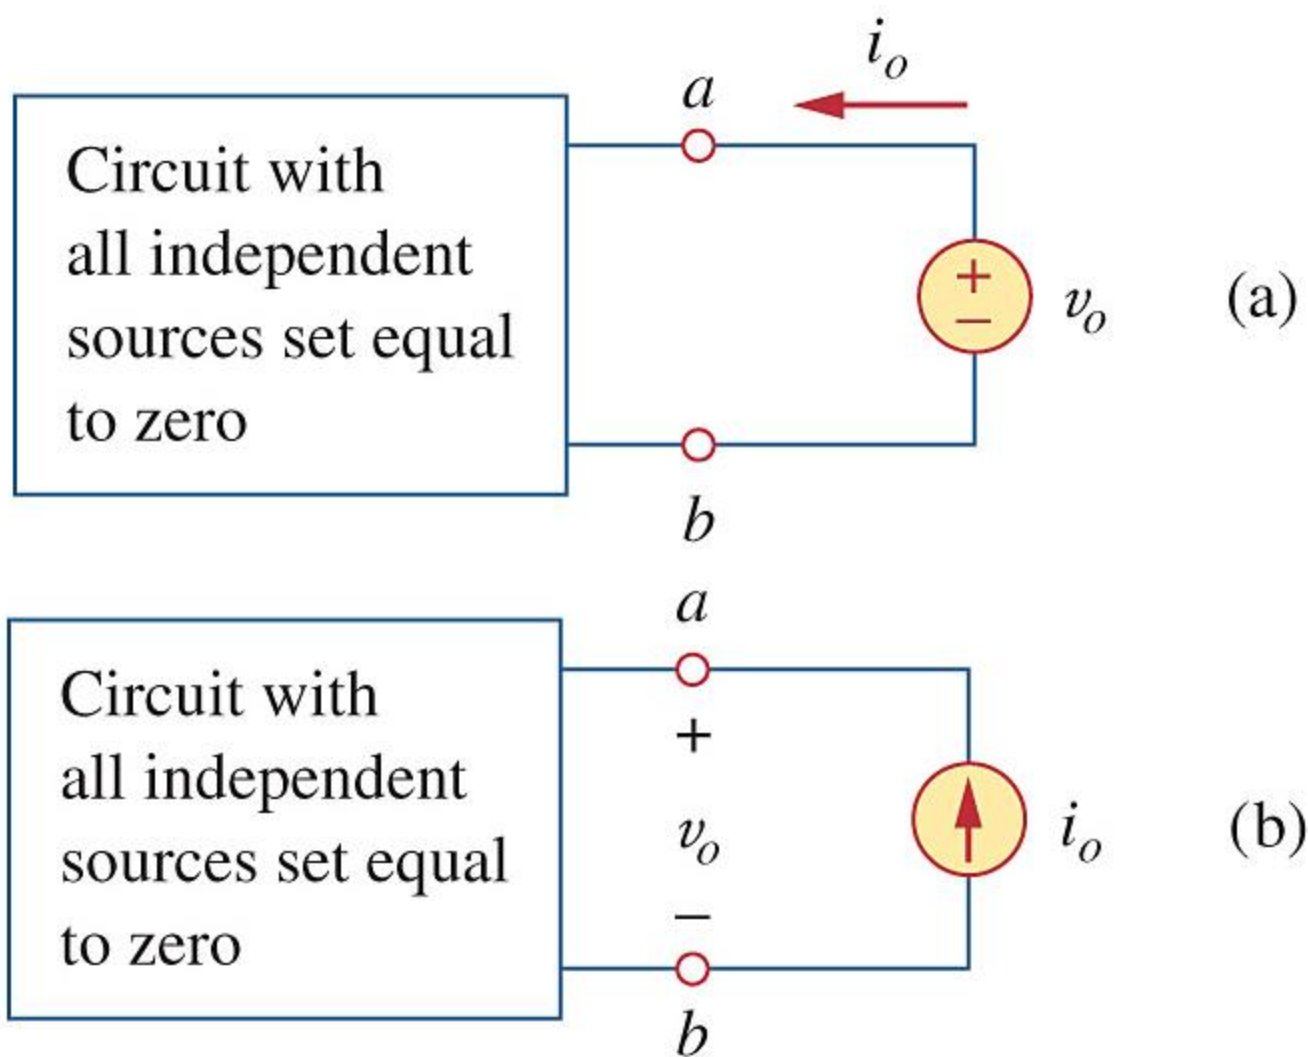 i_o
a
Circuit with
all independent
sources set equal
to zero
+
−
v_o
(a)
b
a
Circuit with
all independent
sources set equal
to zero
+
v_o
−
i_o
(b)
b